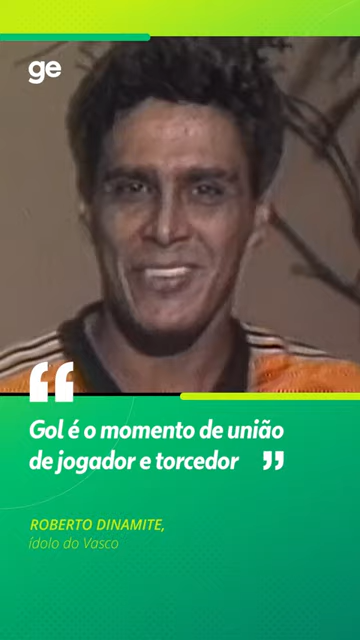 ge
“
Gol é o momento de união
de jogador e torcedor ”
ROBERTO DINAMITE,
ídolo do Vasco